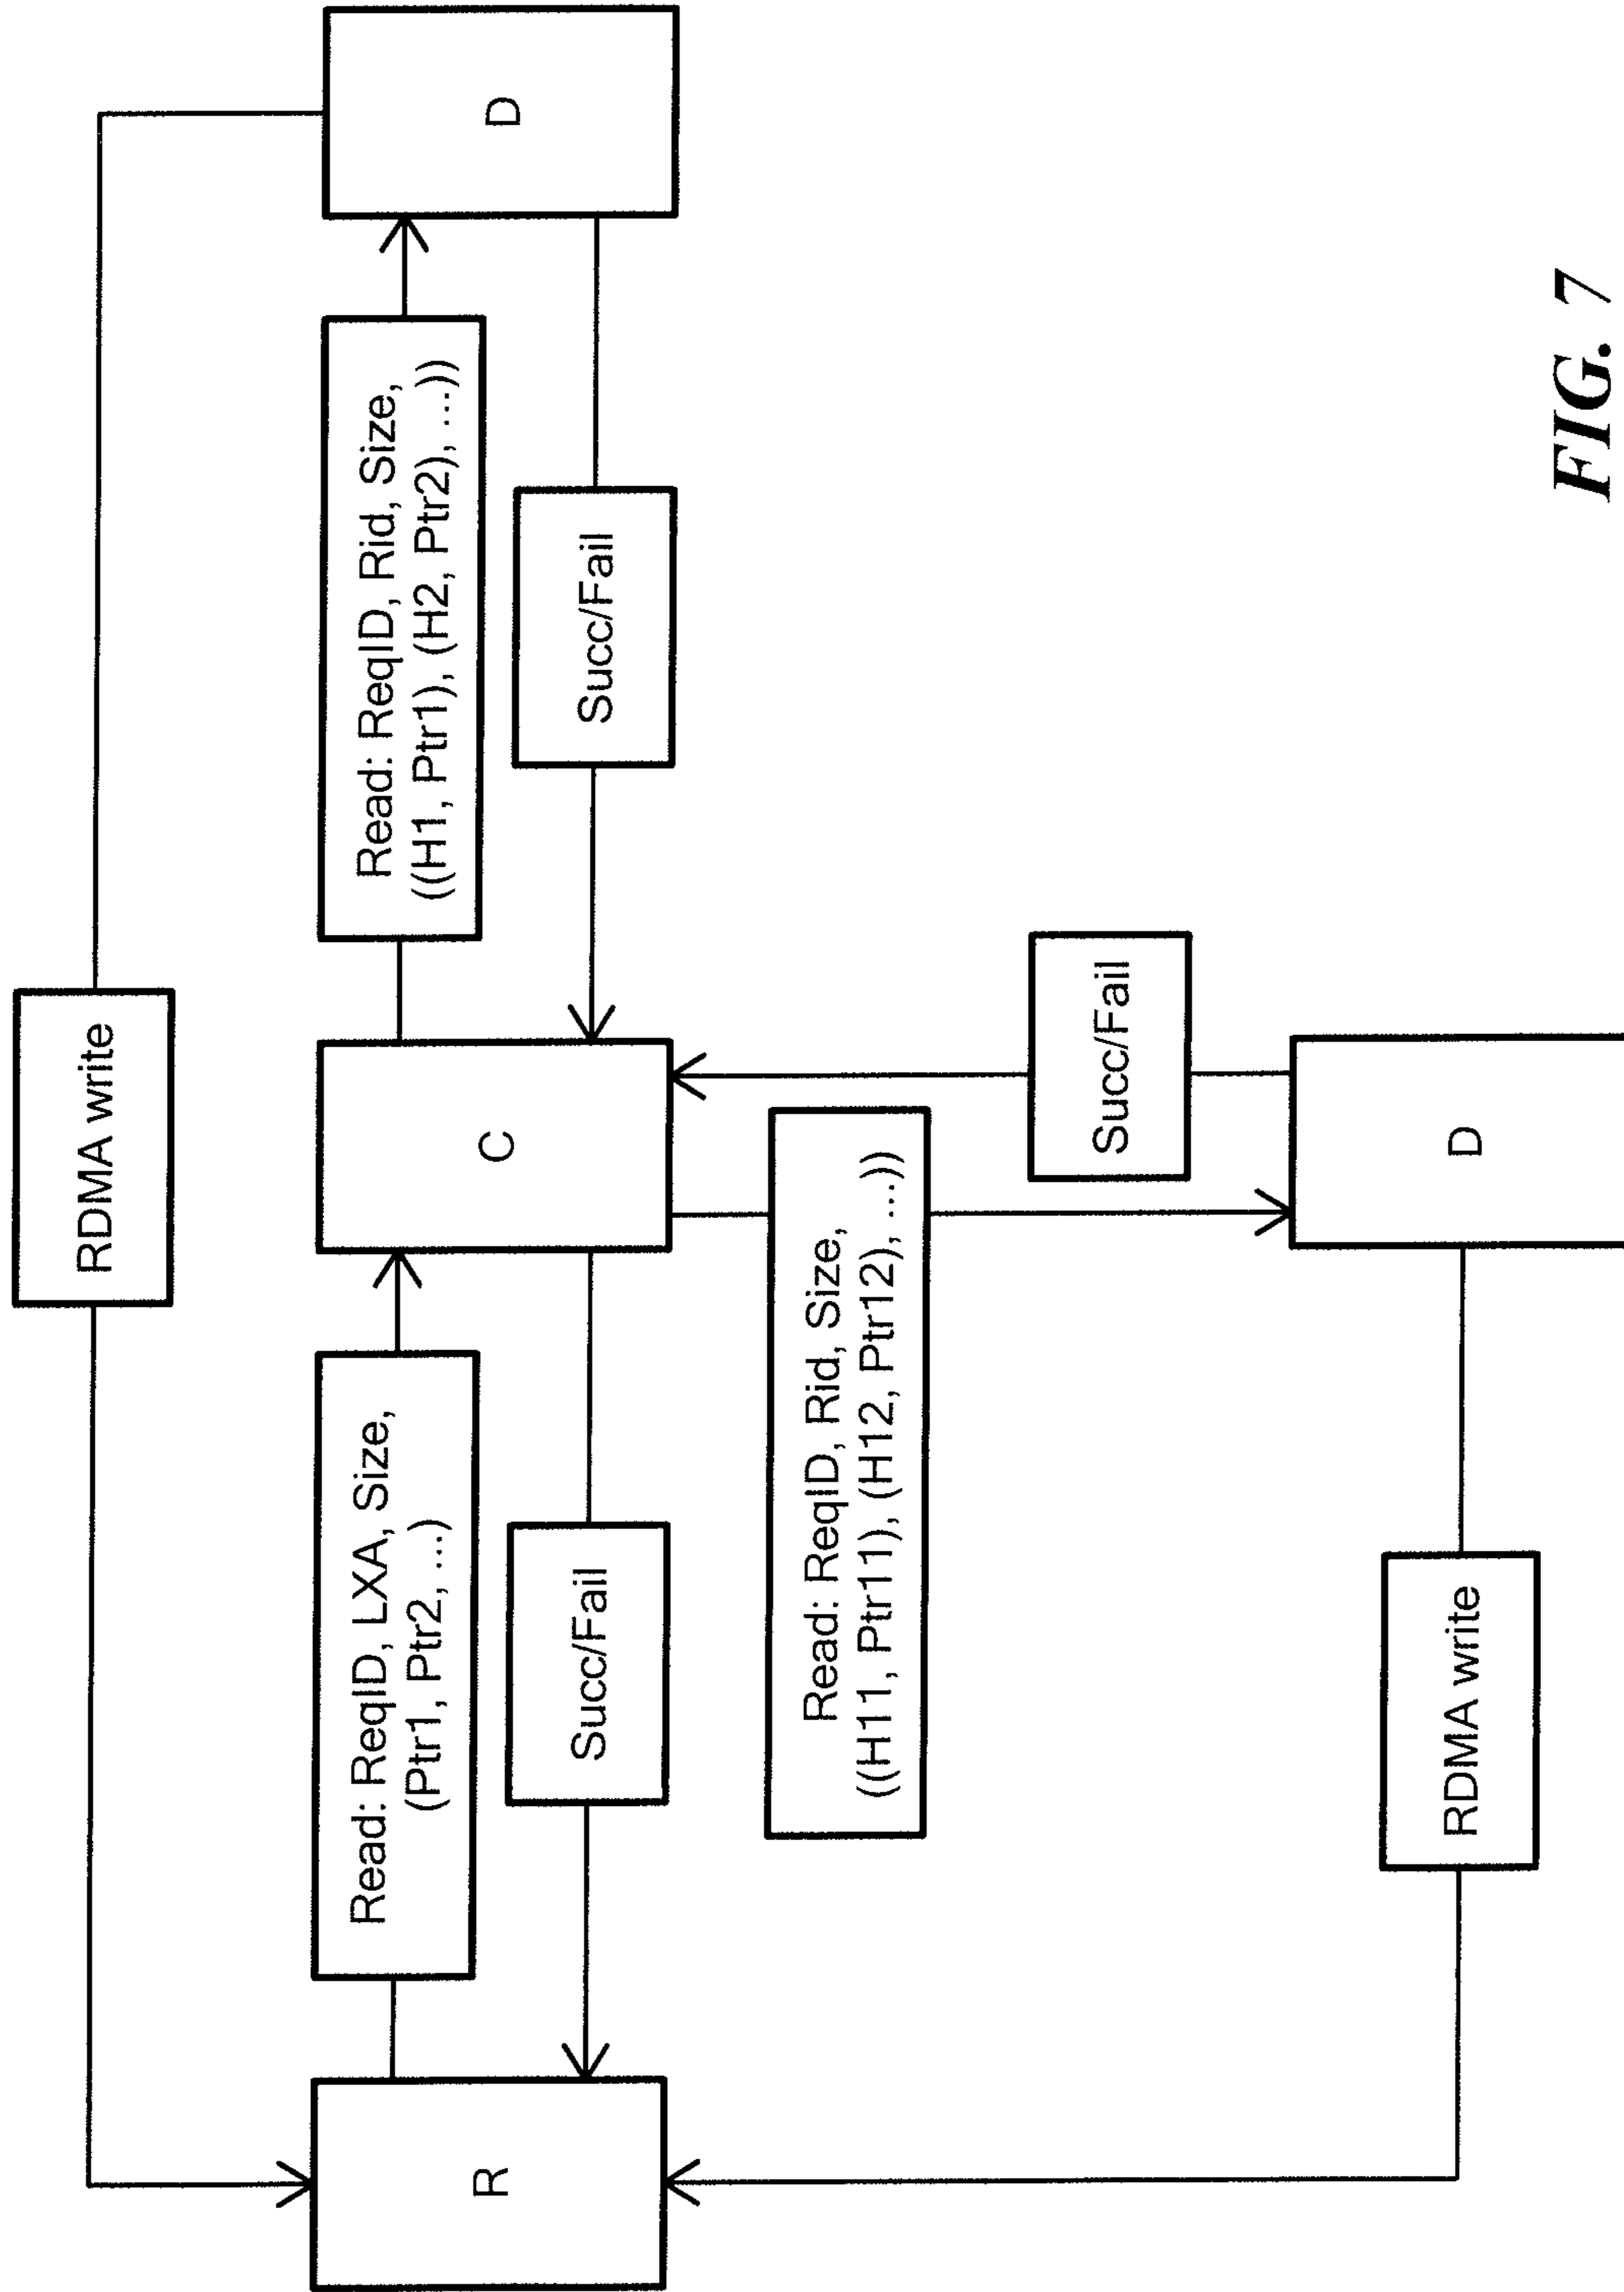 RDMA write
R
Read: ReqID, LXA, Size,
(Ptr1, Ptr2, ...)
Succ/Fail
C
Read: ReqID, Rid, Size,
((H1, Ptr1), (H2, Ptr2), ...))
Succ/Fail
D
Read: ReqID, Rid, Size,
((H11, Ptr11), (H12, Ptr12), ...))
Succ/Fail
RDMA write
D
FIG. 7